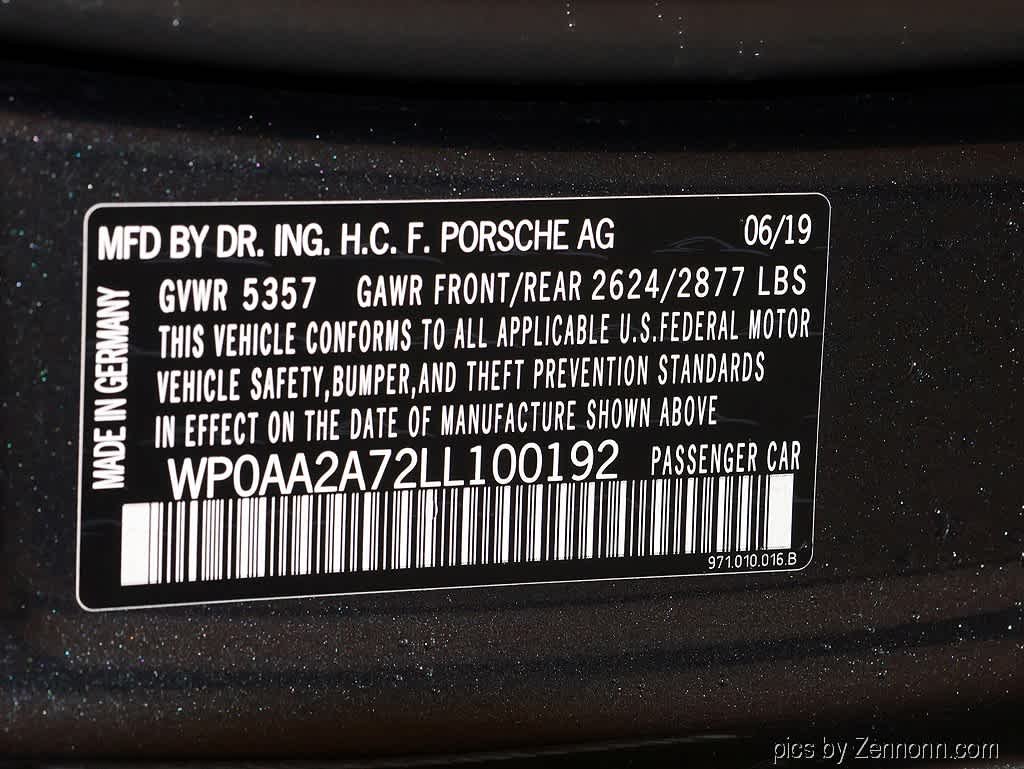 MFD BY DR. ING. H.C. F. PORSCHE AG 06/19
GVWR 5357 GAWR FRONT/REAR 2624/2877 LBS
THIS VEHICLE CONFORMS TO ALL APPLICABLE U.S.FEDERAL MOTOR
VEHICLE SAFETY,BUMPER,AND THEFT PREVENTION STANDARDS
IN EFFECT ON THE DATE OF MANUFACTURE SHOWN ABOVE
MADE IN GERMANY
WP0AA2A72LL100192 PASSENGER CAR
971.010.016.B
pics by Zennonn.com